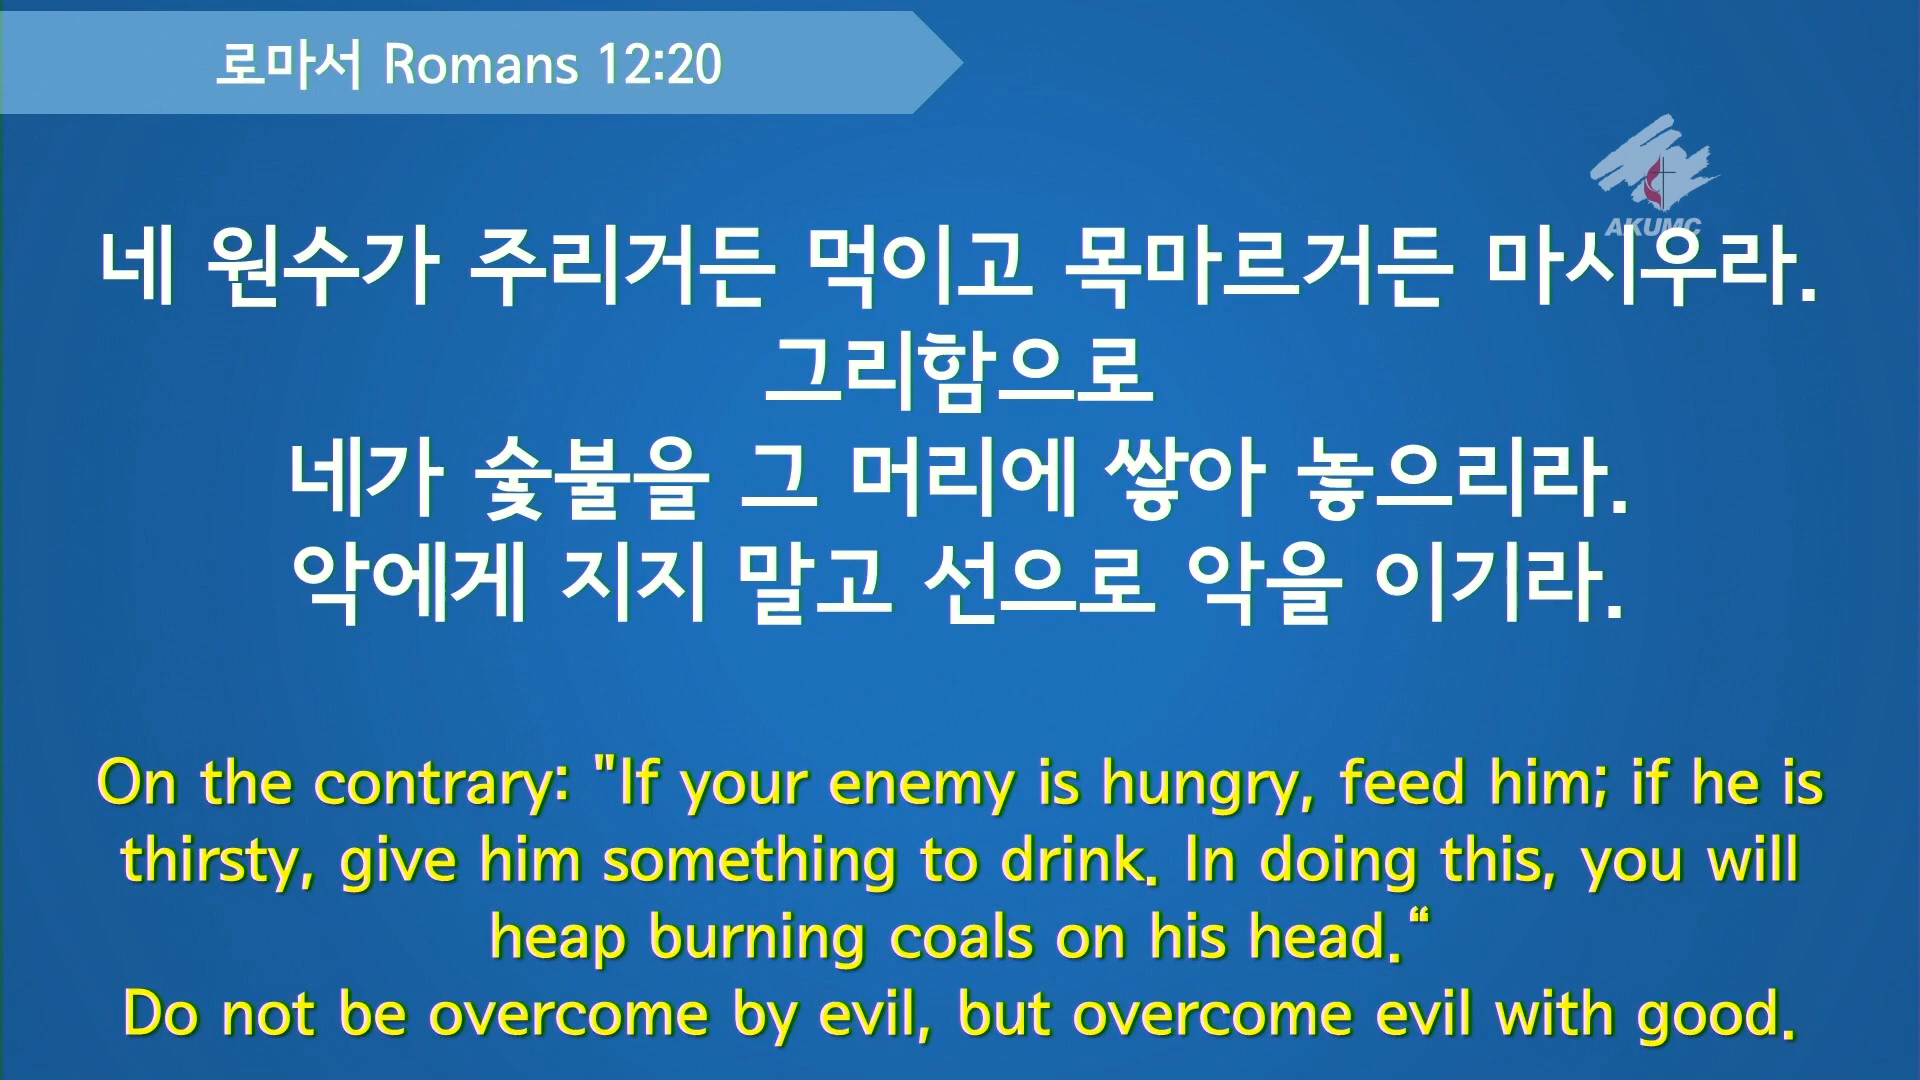 로마서 Romans 12:20
AKUMC
네 원수가 주리거든 먹이고 목마르거든 마시우라.
그리함으로
네가 숯불을 그 머리에 쌓아 놓으리라.
악에게 지지 말고 선으로 악을 이기라.
On the contrary: "If your enemy is hungry, feed him; if he is
thirsty, give him something to drink. In doing this, you will
heap burning coals on his head.“
Do not be overcome by evil, but overcome evil with good.